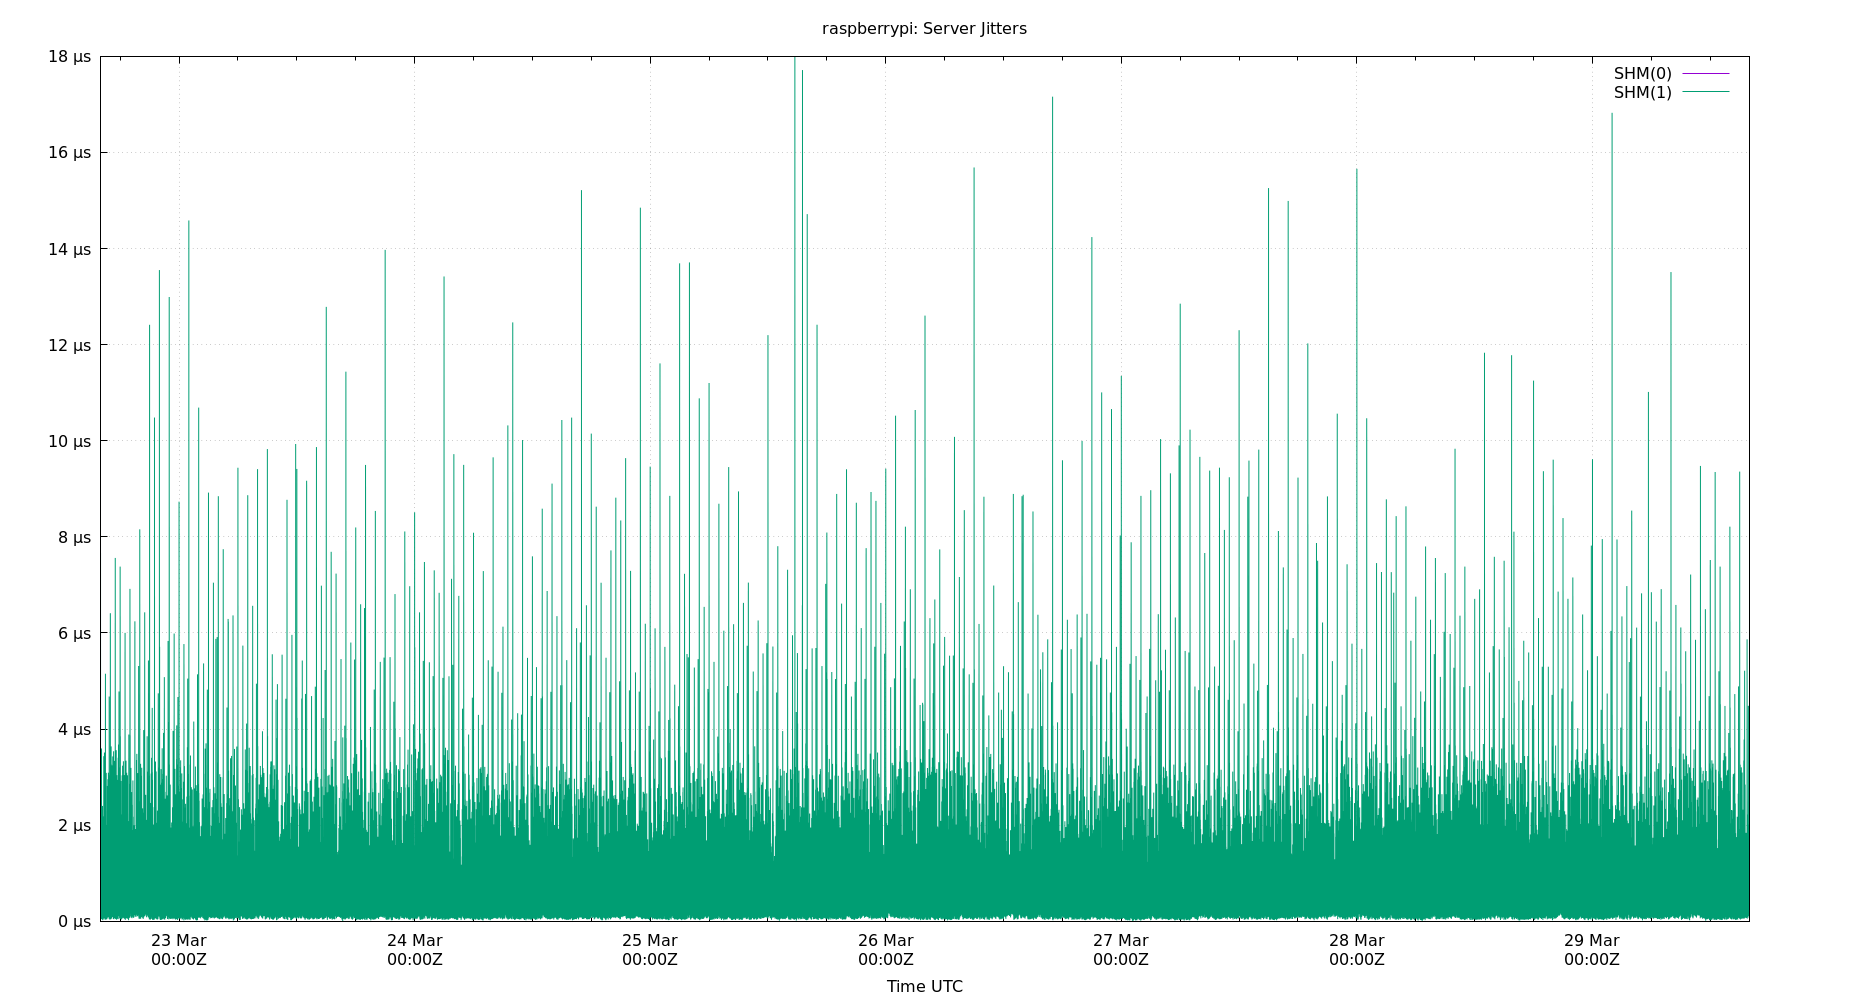 raspberrypi: Server Jitters
SHM(0)
SHM(1)
18 µs
16 µs
14 µs
12 µs
10 µs
8 µs
6 µs
4 µs
2 µs
0 µs
23 Mar 24 Mar 25 Mar 26 Mar 27 Mar 28 Mar 29 Mar
00:00Z 00:00Z 00:00Z 00:00Z 00:00Z 00:00Z 00:00Z
Time UTC